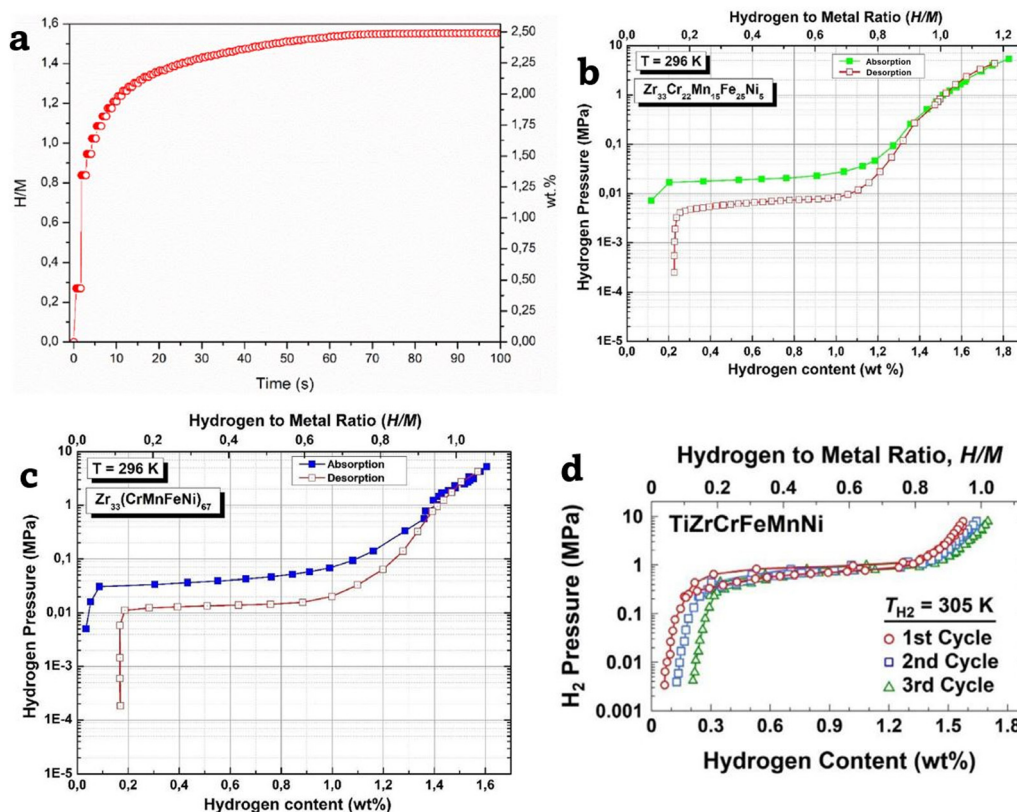 a
1,6
1,4
1,2
1,0
0,8
0,6
0,4
0,2
0,0
H/M
2,50
2,25
2,00
1,75
1,50
1,25
1,00
0,75
0,50
0,25
0,00
wt.%
0 10 20 30 40 50 60 70 80 90 100
Time (s)
b
Hydrogen to Metal Ratio (H/M)
0,0 0,2 0,4 0,6 0,8 1,0 1,2
T = 296 K
Zr33Cr22Mn15Fe25Ni5
Absorption
Desorption
10
1
0,1
0,01
1E-3
1E-4
1E-5
Hydrogen Pressure (MPa)
0,0 0,2 0,4 0,6 0,8 1,0 1,2 1,4 1,6 1,8
Hydrogen content (wt %)
c
Hydrogen to Metal Ratio (H/M)
0,0 0,2 0,4 0,6 0,8 1,0
T = 296 K
Zr33(CrMnFeNi)67
Absorption
Desorption
10
1
0,1
0,01
1E-3
1E-4
1E-5
Hydrogen Pressure (MPa)
0,0 0,2 0,4 0,6 0,8 1,0 1,2 1,4 1,6
Hydrogen content (wt%)
d
Hydrogen to Metal Ratio, H/M
0 0.2 0.4 0.6 0.8 1.0
TiZrCrFeMnNi
TH2 = 305 K
1st Cycle
2nd Cycle
3rd Cycle
10
1
0.1
0.01
0.001
H2 Pressure (MPa)
0 0.3 0.6 0.9 1.2 1.5 1.8
Hydrogen Content (wt%)